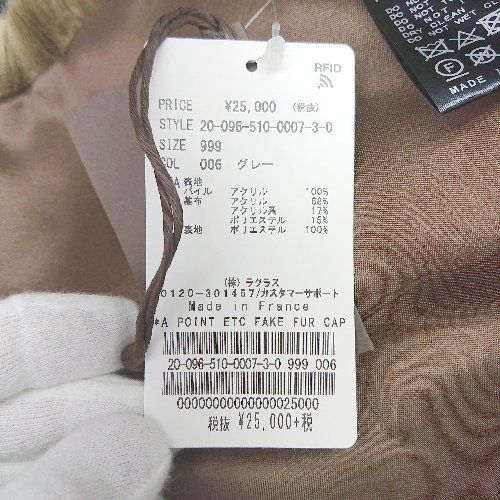 RFID
PRICE ¥25,000 (税抜)
STYLE 20-096-510-0007-3-0
SIZE 999
COL 006 グレー
表地
パイル アクリル 100%
基布 アクリル 68%
アクリル系 17%
ポリエステル 15%
裏地 ポリエステル 100%
(株) ラグラス
0120-301457/カスタマーサポート
Made in France
*A POINT ETC FAKE FUR CAP
20-096-510-0007-3-0 999 006
税抜 ¥25,000+税
NOT
CLEAN
MADE